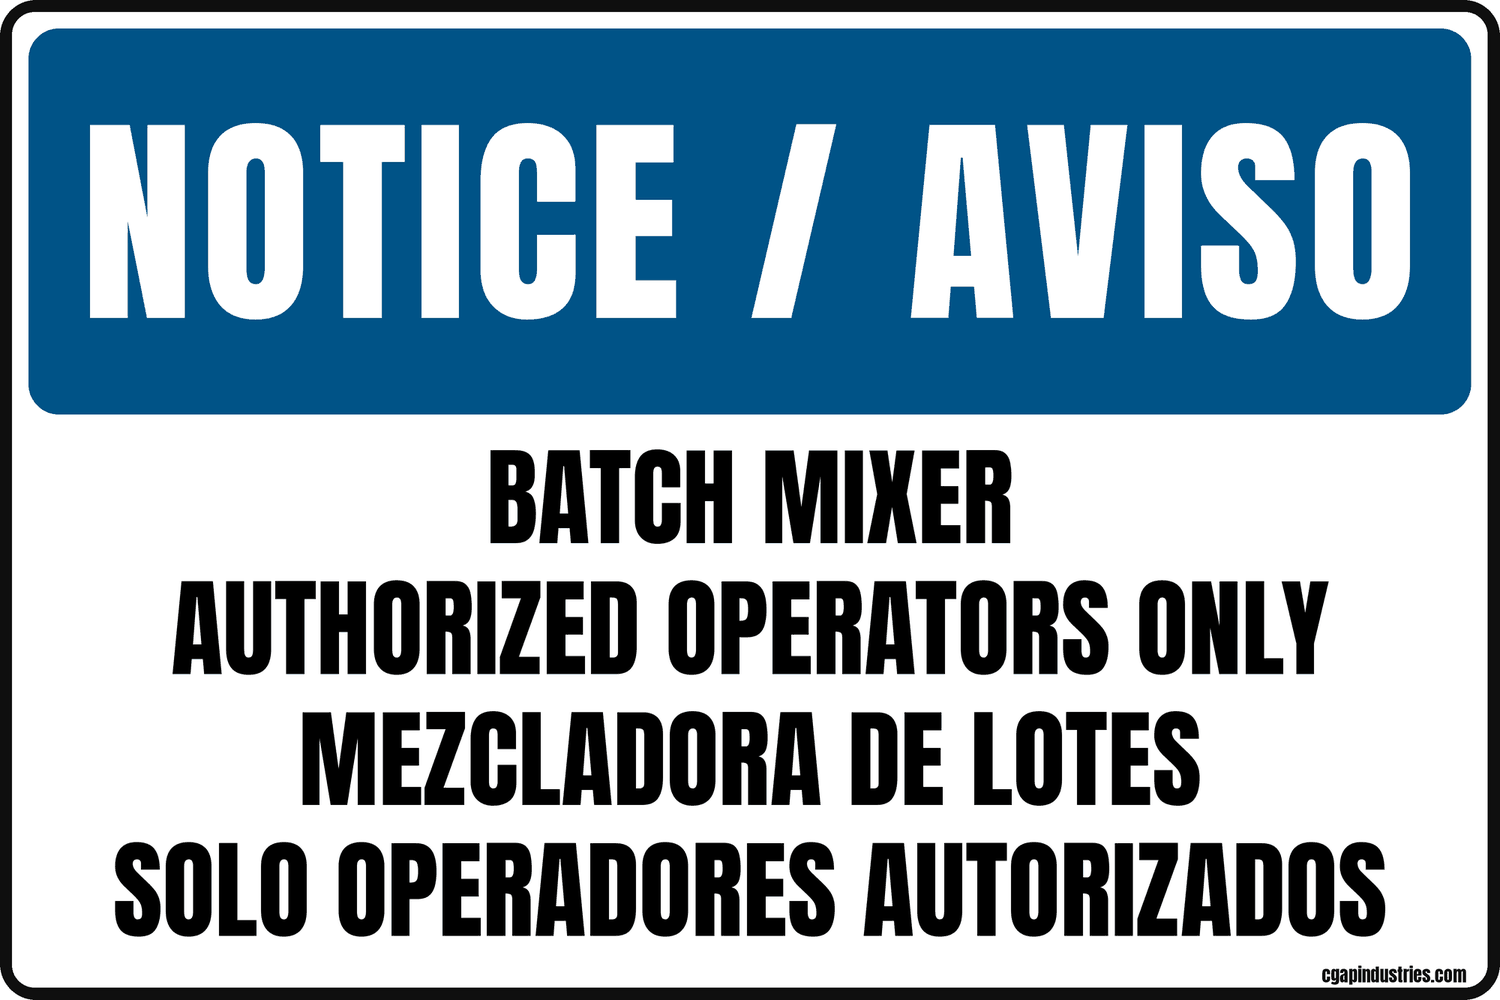 NOTICE / AVISO
BATCH MIXER
AUTHORIZED OPERATORS ONLY
MEZCLADORA DE LOTES
SOLO OPERADORES AUTORIZADOS
cgapindustries.com